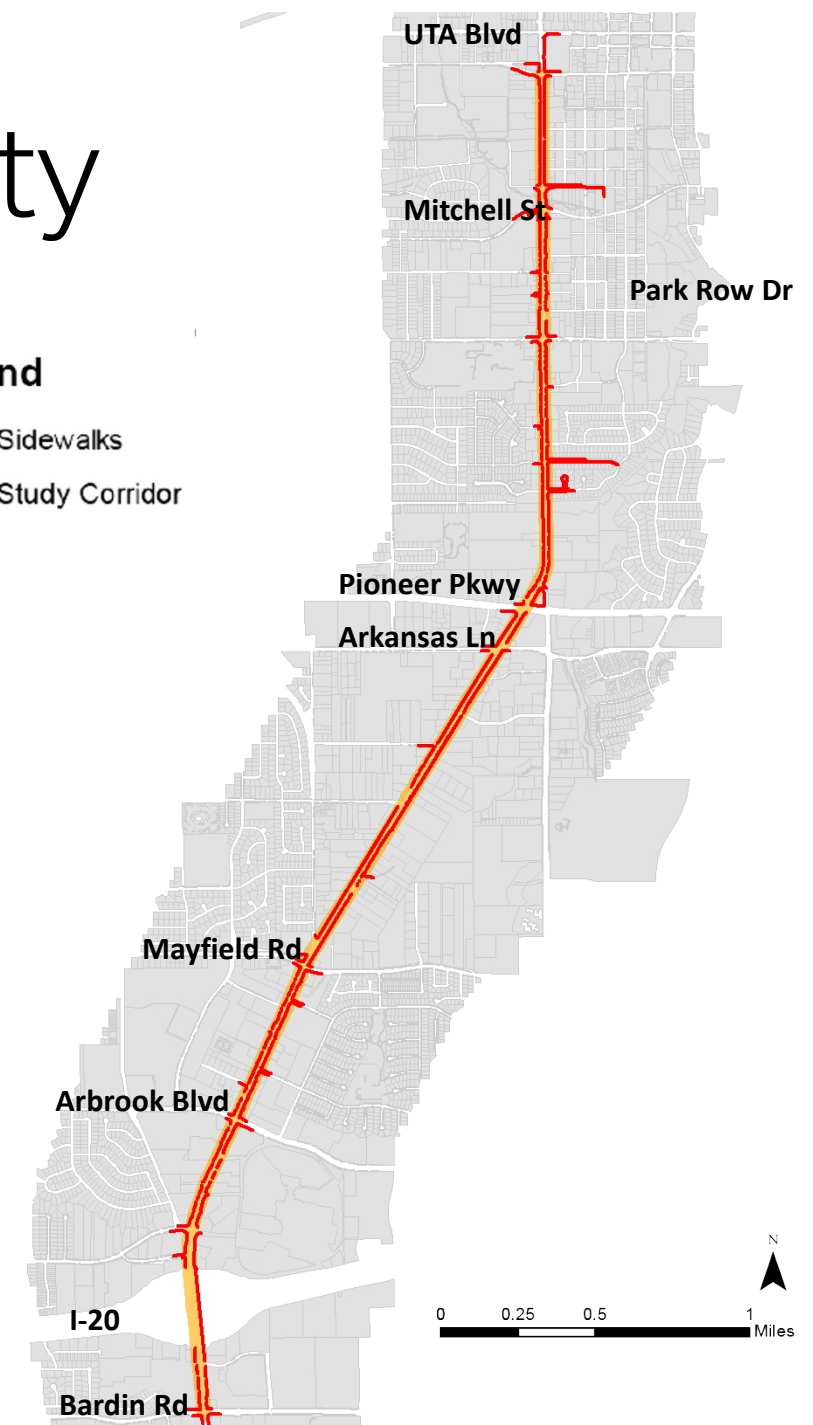 UTA Blvd
ty
Mitchell St
Park Row Dr
nd
Sidewalks
Study Corridor
Pioneer Pkwy
Arkansas Ln
Mayfield Rd
Arbrook Blvd
N
0 0.25 0.5 1
Miles
I-20
Bardin Rd